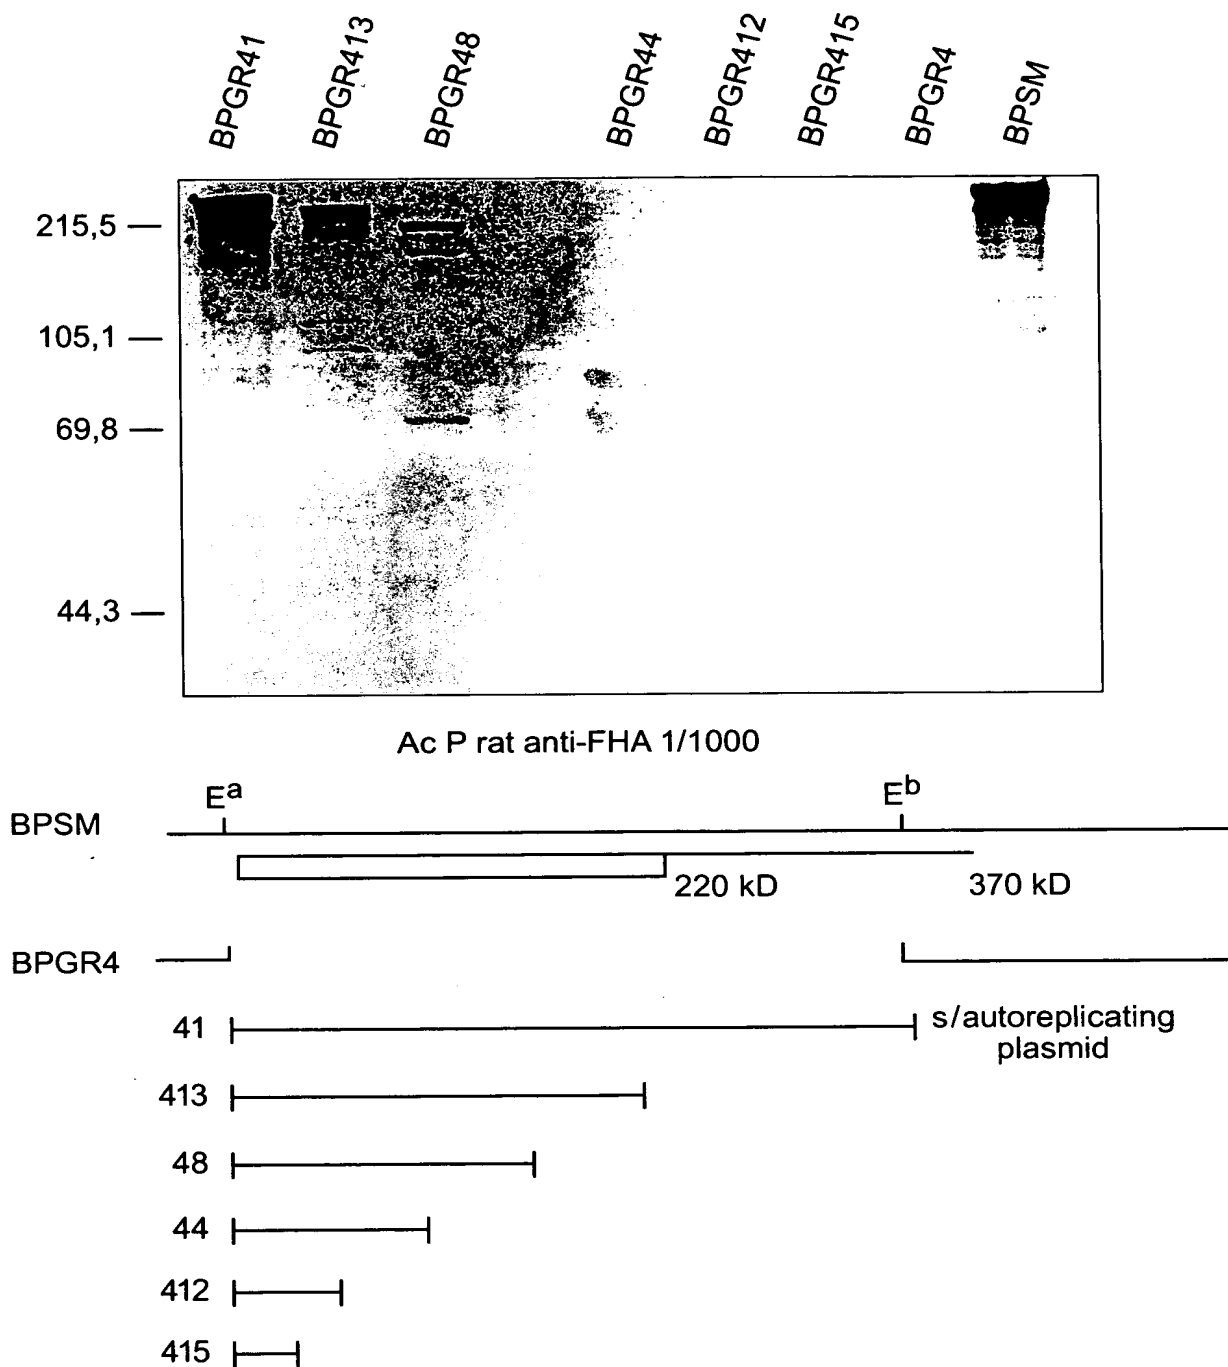 BPGR41
BPGR413
BPGR48
BPGR44
BPGR412
BPGR415
BPGR4
BPSM
215,5
105,1
69,8
44,3
Ac P rat anti-FHA 1/1000
Ea
Eb
BPSM
220 kD
370 kD
BPGR4
41
s/autoreplicating
plasmid
413
48
44
412
415